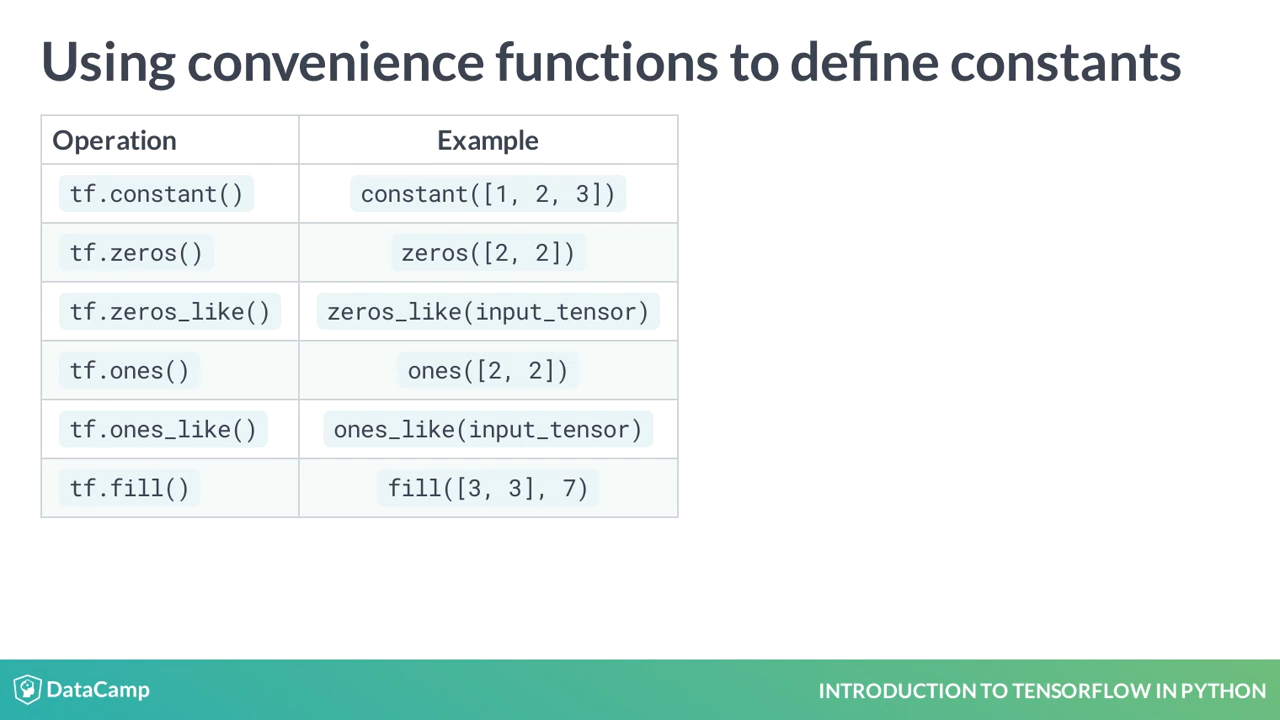 Using convenience functions to define constants
Operation Example
tf.constant() constant([1, 2, 3])
tf.zeros() zeros([2, 2])
tf.zeros_like() zeros_like(input_tensor)
tf.ones() ones([2, 2])
tf.ones_like() ones_like(input_tensor)
tf.fill() fill([3, 3], 7)
DataCamp INTRODUCTION TO TENSORFLOW IN PYTHON